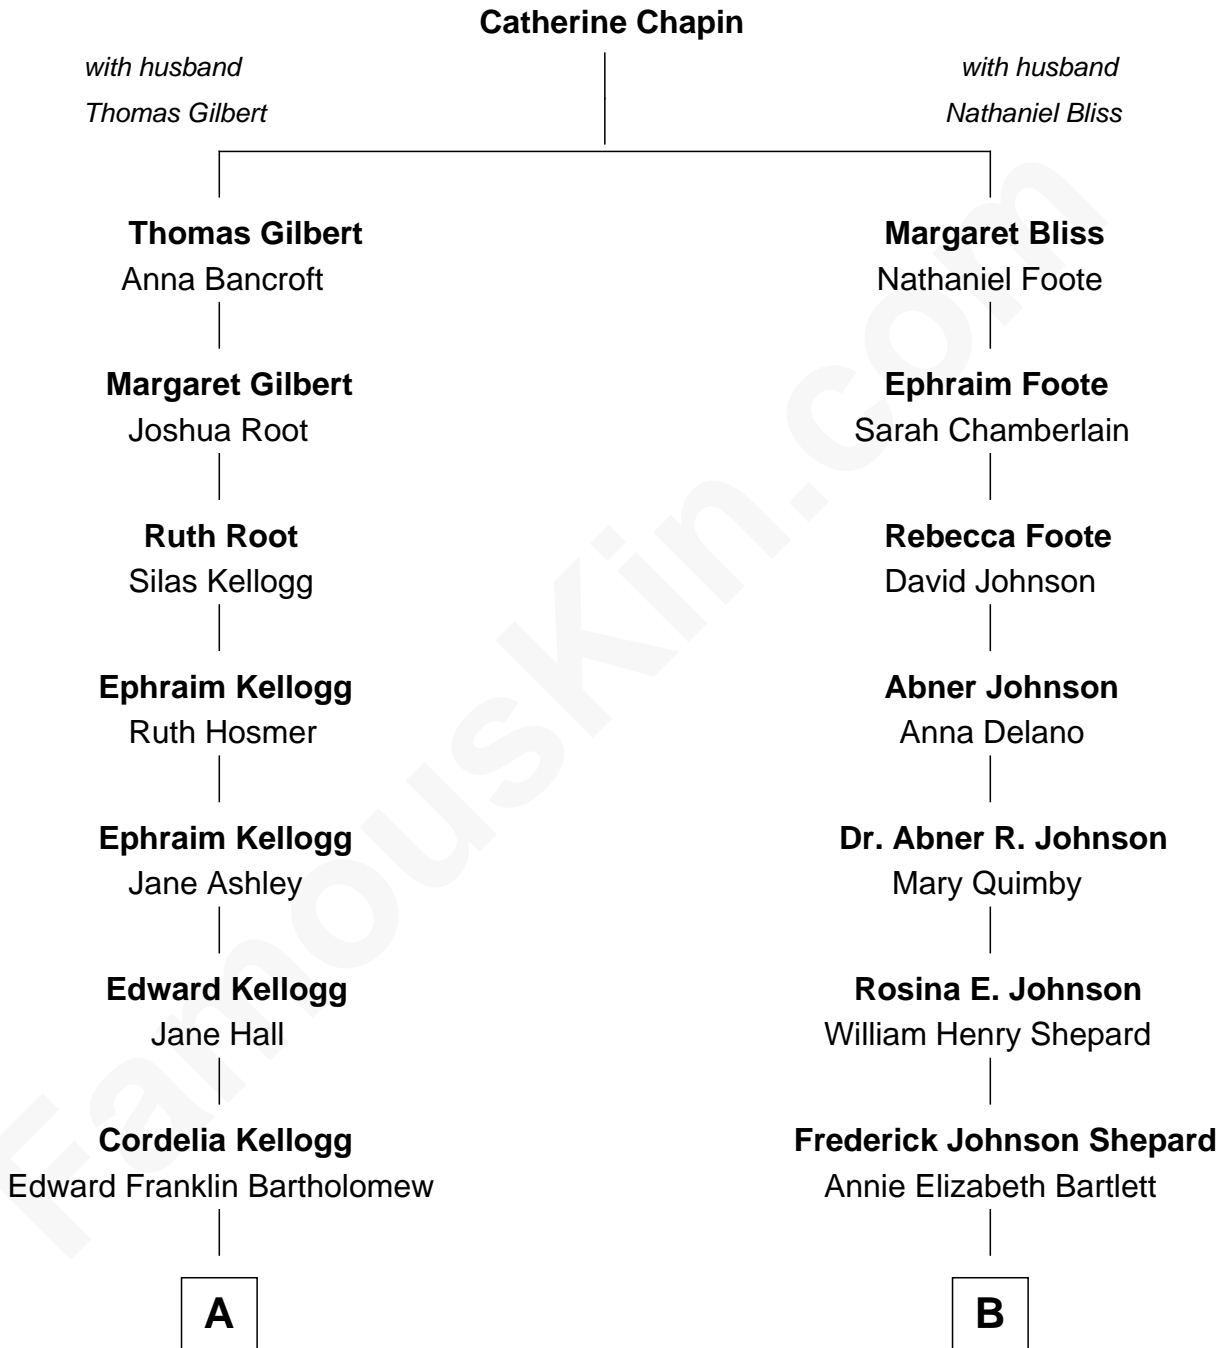 Catherine Chapin
with husband
Thomas Gilbert
with husband
Nathaniel Bliss
Thomas Gilbert
Anna Bancroft
Margaret Bliss
Nathaniel Foote
Margaret Gilbert
Joshua Root
Ephraim Foote
Sarah Chamberlain
Ruth Root
Silas Kellogg
Rebecca Foote
David Johnson
Ephraim Kellogg
Ruth Hosmer
Abner Johnson
Anna Delano
Ephraim Kellogg
Jane Ashley
Dr. Abner R. Johnson
Mary Quimby
Edward Kellogg
Jane Hall
Rosina E. Johnson
William Henry Shepard
Cordelia Kellogg
Edward Franklin Bartholomew
Frederick Johnson Shepard
Annie Elizabeth Bartlett
A
B
FamousKin.com